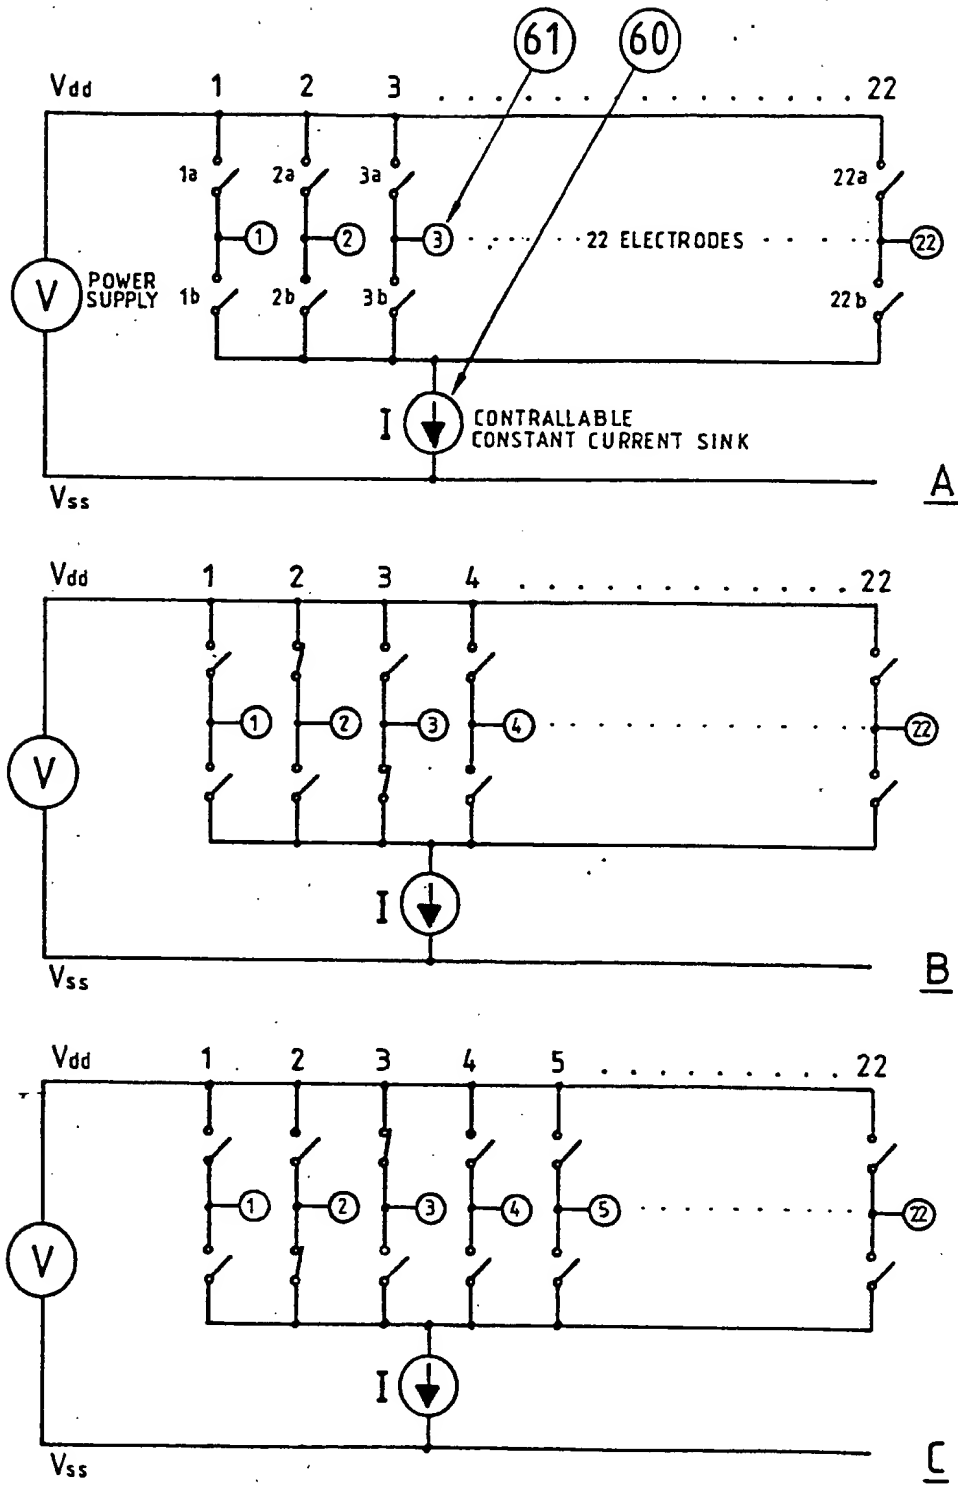 61 60
Vdd 1 2 3 . . . . . . . . . . . . . . . 22
1a 2a 3a 22a
1 2 3 . . . . . . 22 ELECTRODES . . . . . 22
V POWER
SUPPLY
1b 2b 3b 22b
I CONTRALLABLE
CONSTANT CURRENT SINK
Vss A
Vdd 1 2 3 4 . . . . . . . . . . . . 22
1 2 3 4 . . . . . . . . . . . . 22
V
I
Vss B
Vdd 1 2 3 4 5 . . . . . . . . . . 22
1 2 3 4 5 . . . . . . . . . . 22
V
I
Vss C